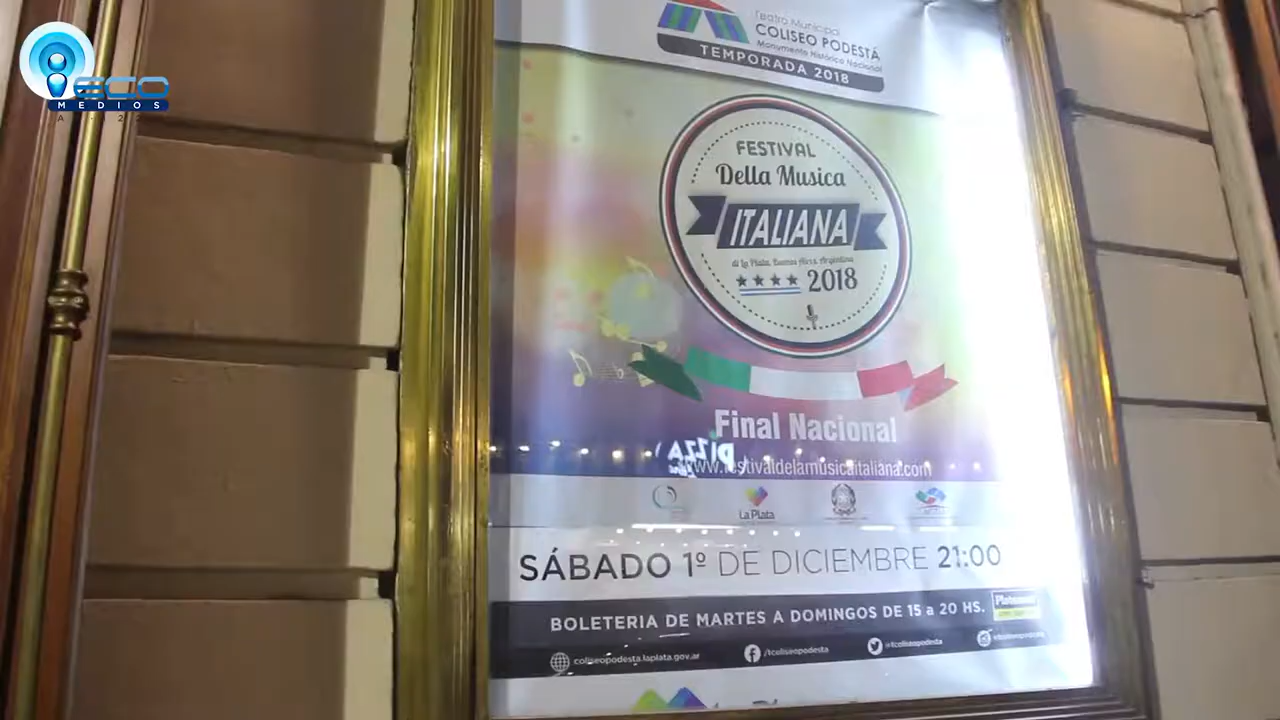 eco
MEDIOS
Teatro Municipal
COLISEO PODESTÁ
Monumento Histórico Nacional
TEMPORADA 2018
FESTIVAL
Della Musica
ITALIANA
di La Plata, Buenos Aires, Argentina
2018
Final Nacional
PIZZA
www.festivaldelamusicaitaliana.com
La Plata
SÁBADO 1º DE DICIEMBRE 21:00
BOLETERIA DE MARTES A DOMINGOS DE 15 a 20 HS.
coliseopodesta.laplata.gov.ar
/tcoliseopodesta
@tcoliseopodesta
@tcoliseopodesta